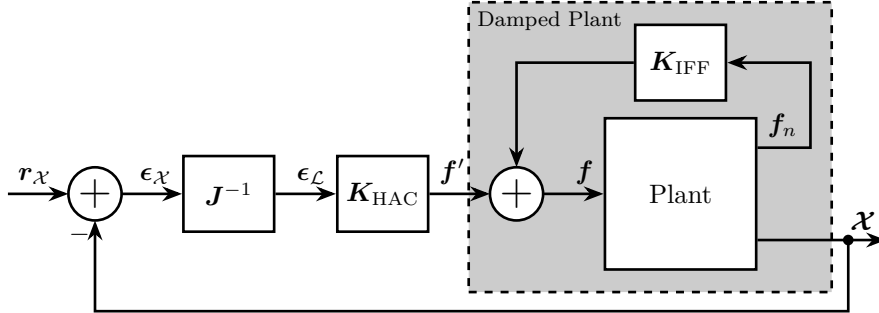 Damped Plant
K_IFF
f_n
r_𝒳
ϵ_𝒳
J⁻¹
ϵ_ℒ
K_HAC
f′
+
+
f
Plant
𝒳
−